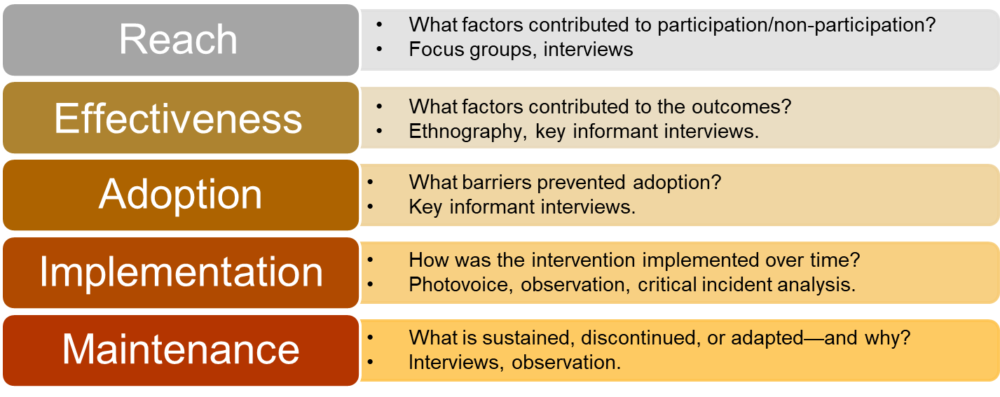 Reach
• What factors contributed to participation/non-participation?
• Focus groups, interviews
Effectiveness
• What factors contributed to the outcomes?
• Ethnography, key informant interviews.
Adoption
• What barriers prevented adoption?
• Key informant interviews.
Implementation
• How was the intervention implemented over time?
• Photovoice, observation, critical incident analysis.
Maintenance
• What is sustained, discontinued, or adapted—and why?
• Interviews, observation.